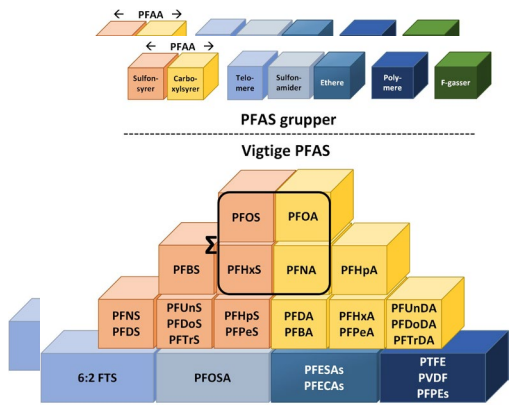 ← PFAA →
← PFAA →
Sulfon-
syrer
Carbo-
xylsyrer
Telo-
mere
Sulfon-
amider
Ethere
Poly-
mere
F-gasser
PFAS grupper
Vigtige PFAS
PFOS
PFOA
Σ
PFBS
PFHxS
PFNA
PFHpA
PFNS
PFDS
PFUnS
PFDoS
PFTrS
PFHpS
PFPeS
PFDA
PFBA
PFHxA
PFPeA
PFUnDA
PFDoDA
PFTrDA
6:2 FTS
PFOSA
PFESAs
PFECAs
PTFE
PVDF
PFPEs